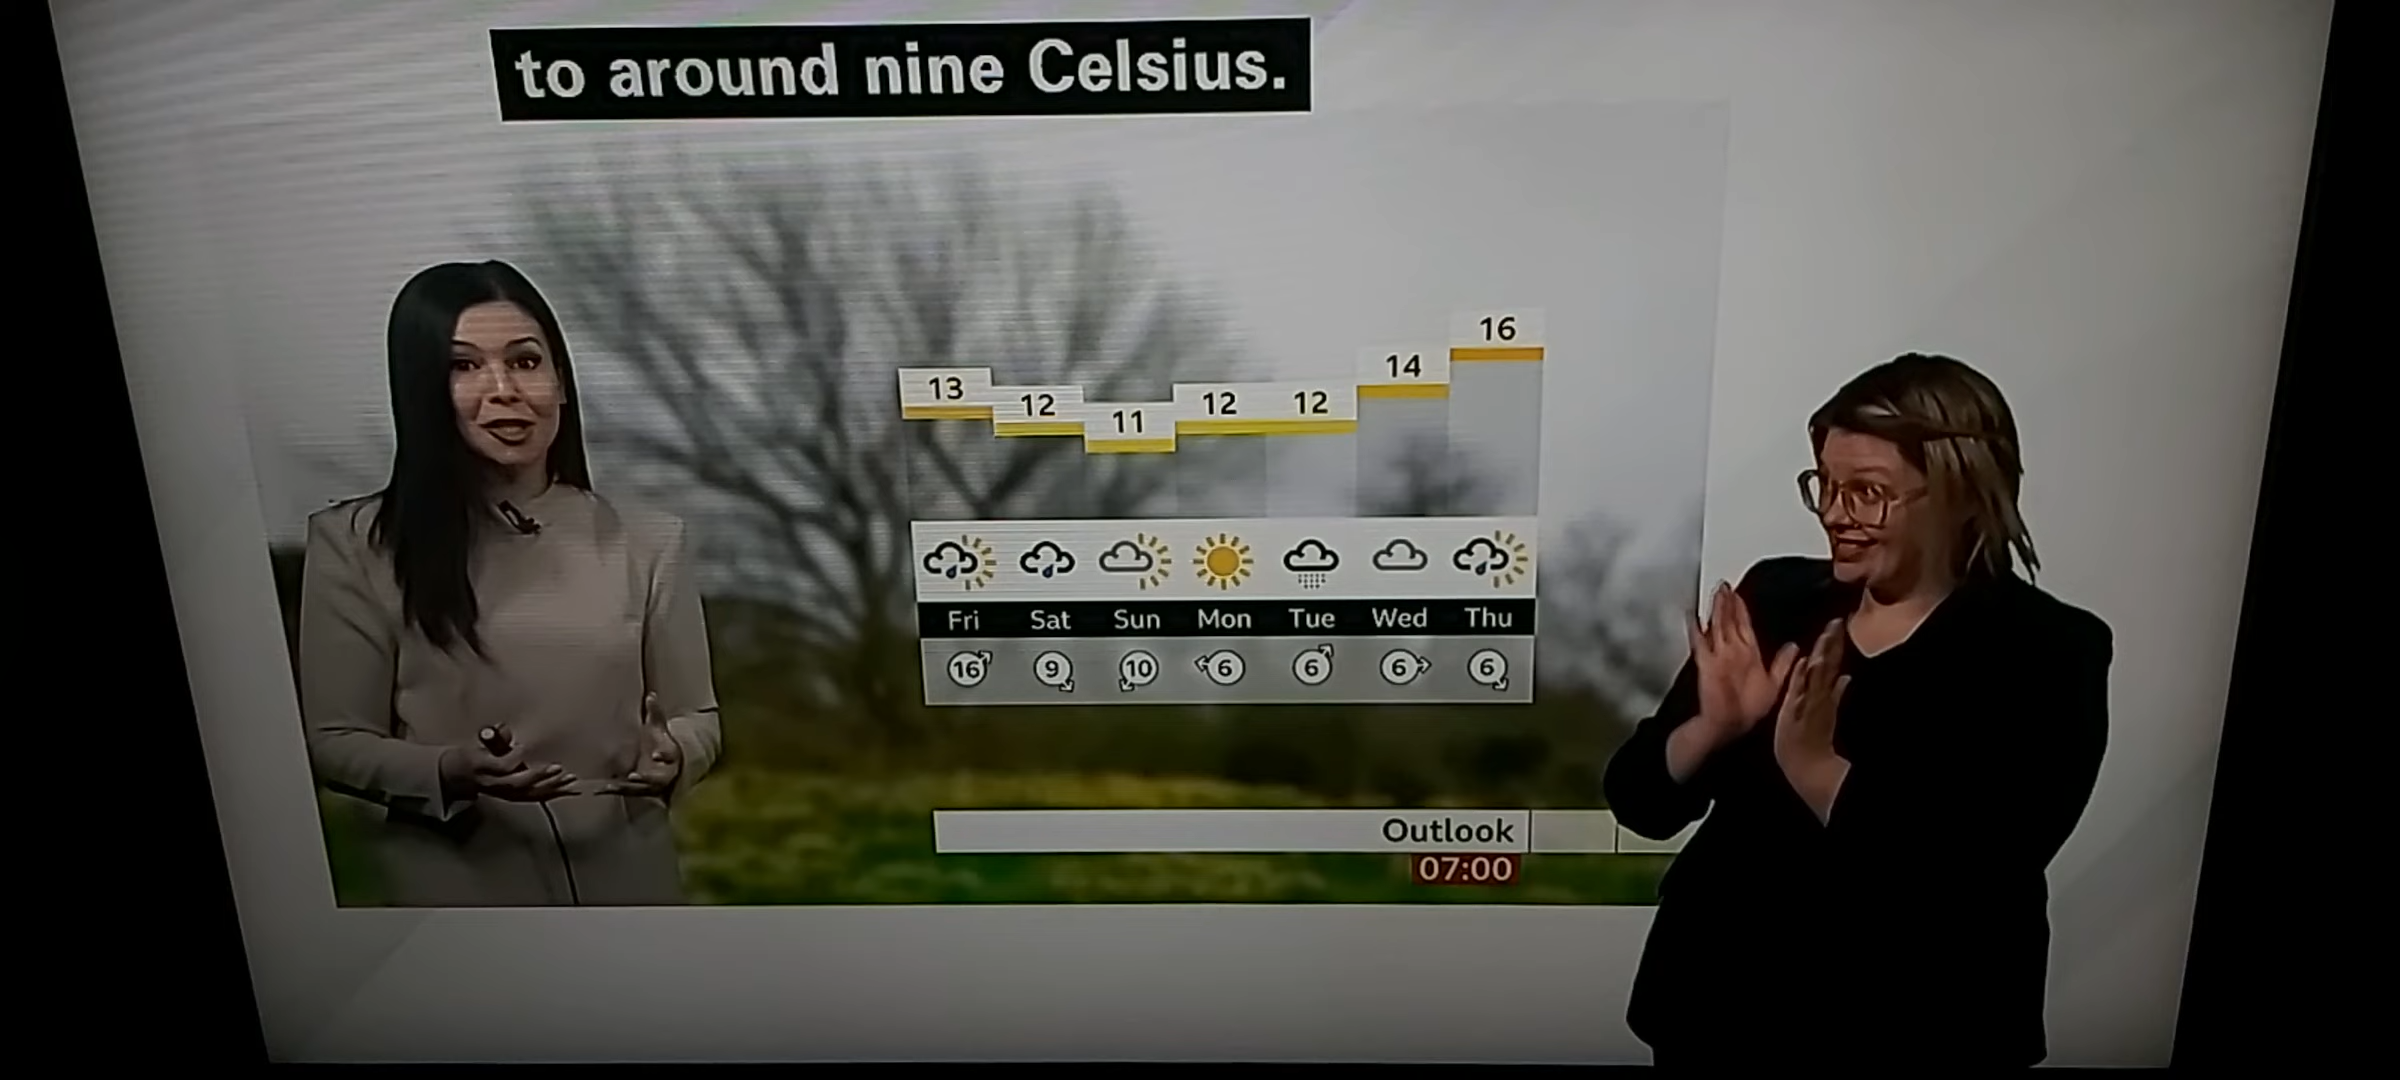 to around nine Celsius.
13 12 11 12 12 14 16
Fri Sat Sun Mon Tue Wed Thu
16 9 10 6 6 6 6
Outlook
07:00